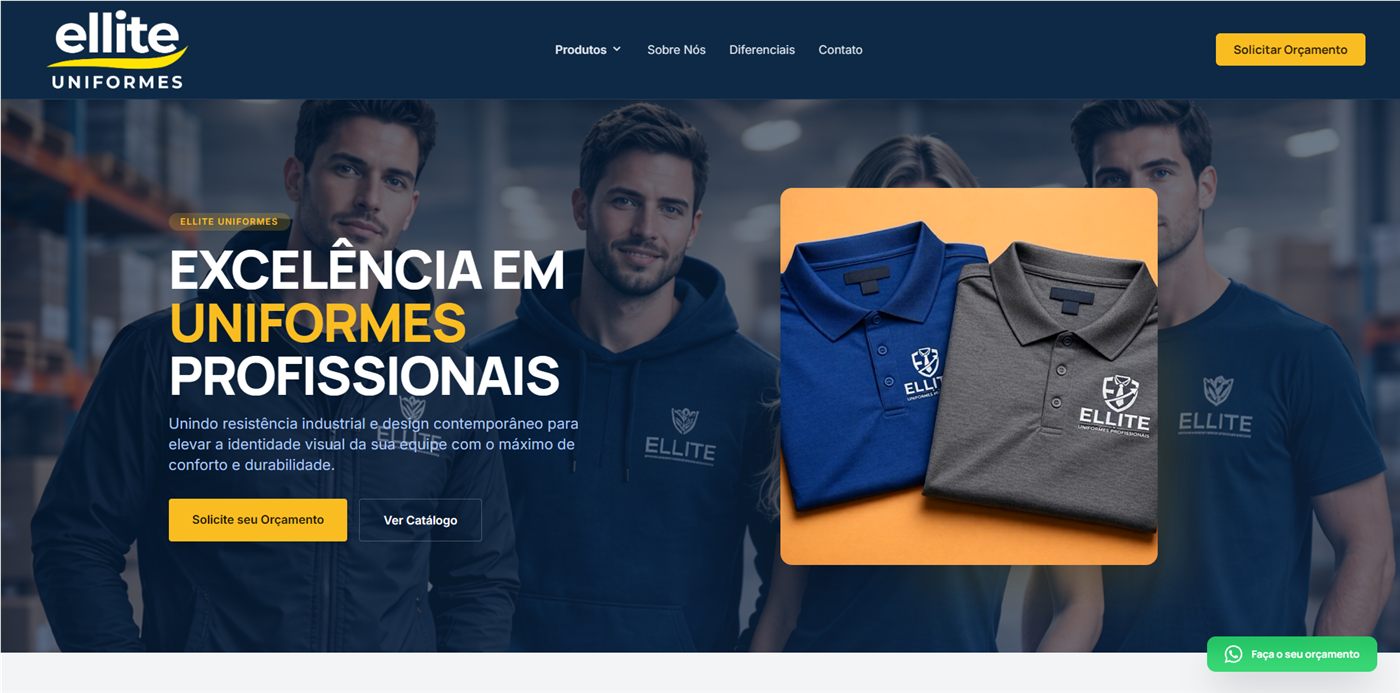 ellite
UNIFORMES
Produtos
Sobre Nós
Diferenciais
Contato
Solicitar Orçamento
ELLITE UNIFORMES
EXCELÊNCIA EM
UNIFORMES
PROFISSIONAIS
Unindo resistência industrial e design contemporâneo para
elevar a identidade visual da sua equipe com o máximo de
conforto e durabilidade.
Solicite seu Orçamento
Ver Catálogo
ELLITE
ELLITE
ELLIT
ELLITE
UNIFORMES PROFISSIONAIS
ELLITE
Faça o seu orçamento